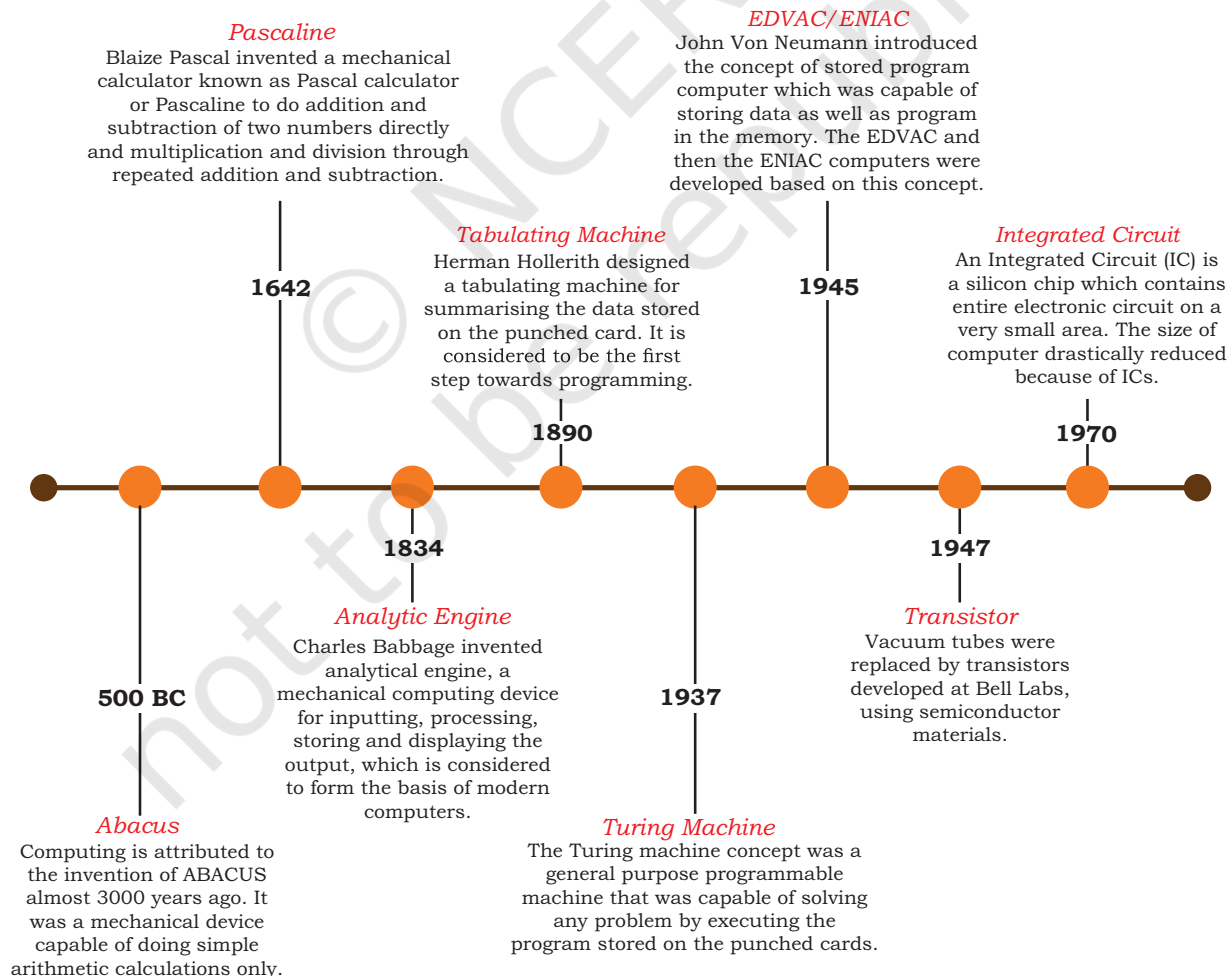 Pascaline
Blaize Pascal invented a mechanical
calculator known as Pascal calculator
or Pascaline to do addition and
subtraction of two numbers directly
and multiplication and division through
repeated addition and subtraction.
1642
EDVAC/ENIAC
John Von Neumann introduced
the concept of stored program
computer which was capable of
storing data as well as program
in the memory. The EDVAC and
then the ENIAC computers were
developed based on this concept.
1945
Tabulating Machine
Herman Hollerith designed
a tabulating machine for
summarising the data stored
on the punched card. It is
considered to be the first
step towards programming.
1890
Integrated Circuit
An Integrated Circuit (IC) is
a silicon chip which contains
entire electronic circuit on a
very small area. The size of
computer drastically reduced
because of ICs.
1970
500 BC
Abacus
Computing is attributed to
the invention of ABACUS
almost 3000 years ago. It
was a mechanical device
capable of doing simple
arithmetic calculations only.
1834
Analytic Engine
Charles Babbage invented
analytical engine, a
mechanical computing device
for inputting, processing,
storing and displaying the
output, which is considered
to form the basis of modern
computers.
1937
Turing Machine
The Turing machine concept was a
general purpose programmable
machine that was capable of solving
any problem by executing the
program stored on the punched cards.
1947
Transistor
Vacuum tubes were
replaced by transistors
developed at Bell Labs,
using semiconductor
materials.
© NCER
not to be republi